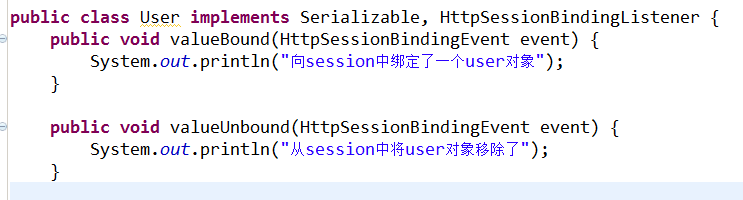 public class User implements Serializable, HttpSessionBindingListener {
public void valueBound(HttpSessionBindingEvent event) {
System.out.println("向session中绑定了一个user对象");
}
public void valueUnbound(HttpSessionBindingEvent event) {
System.out.println("从session中将user对象移除了");
}